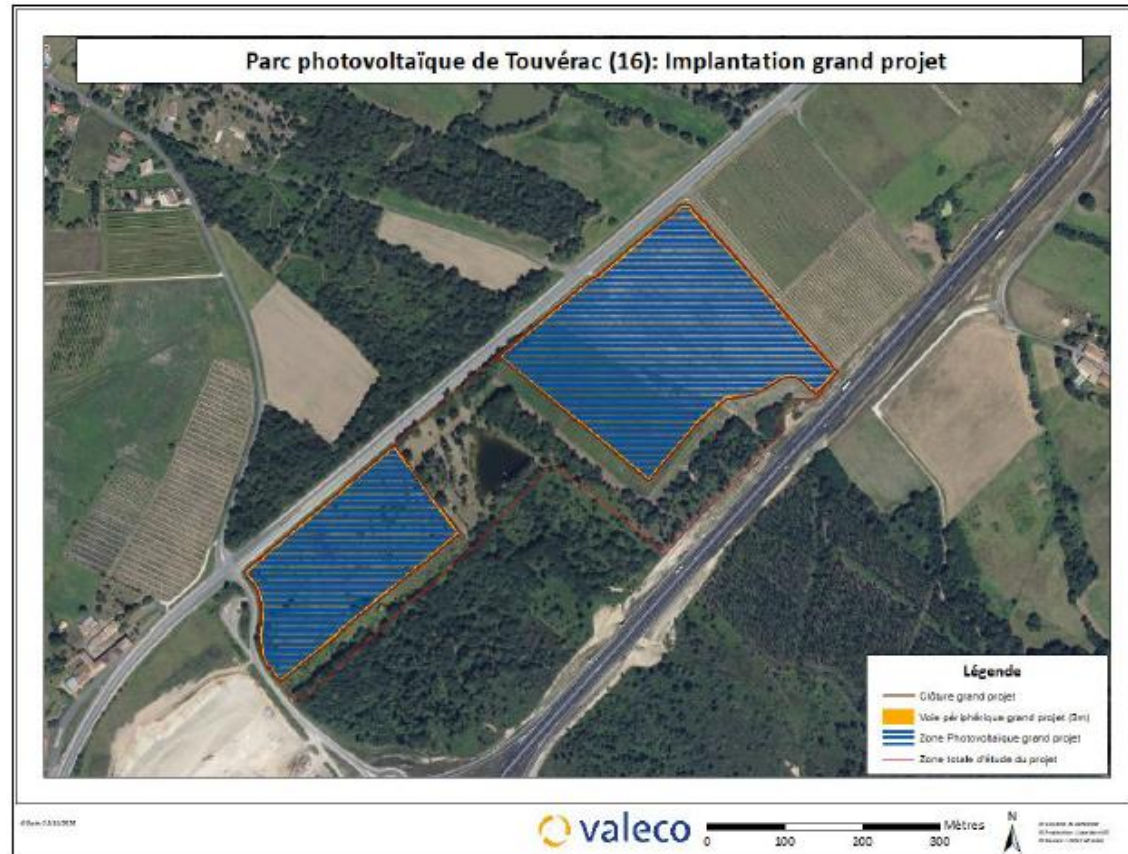 Parc photovoltaïque de Touvérac (16): Implantation grand projet
Légende
Clôture grand projet
Voie périphérique grand projet (5m)
Zone Photovoltaïque grand projet
Zone totale d'étude du projet
valeco
0 100 200 300 Mètres
N